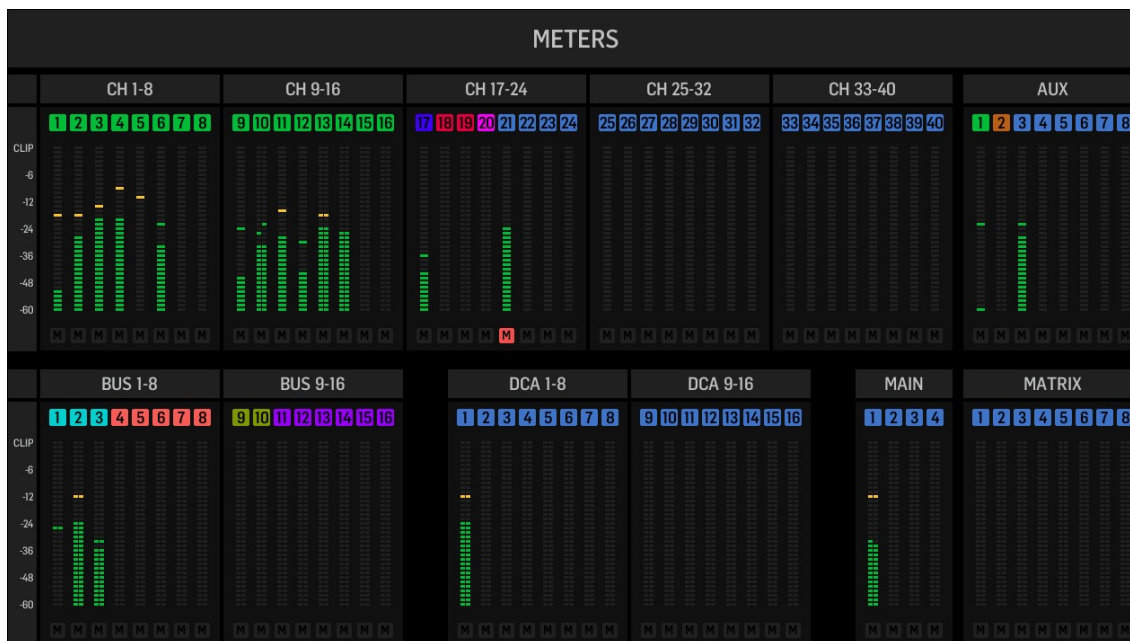 METERS
CH 1-8 CH 9-16 CH 17-24 CH 25-32 CH 33-40 AUX
1 2 3 4 5 6 7 8 9 10 11 12 13 14 15 16 17 18 19 20 21 22 23 24 25 26 27 28 29 30 31 32 33 34 35 36 37 38 39 40 1 2 3 4 5 6 7 8
CLIP
-6
-12
-24
-36
-48
-60
M M M M M M M M M M M M M M M M M M M M M M M M M M M M M M M M M M M M M M M M M M M M M M M M
BUS 1-8 BUS 9-16 DCA 1-8 DCA 9-16 MAIN MATRIX
1 2 3 4 5 6 7 8 9 10 11 12 13 14 15 16 1 2 3 4 5 6 7 8 9 10 11 12 13 14 15 16 1 2 3 4 1 2 3 4 5 6 7 8
CLIP
-6
-12
-24
-36
-48
-60
M M M M M M M M M M M M M M M M M M M M M M M M M M M M M M M M M M M M M M M M M M M M